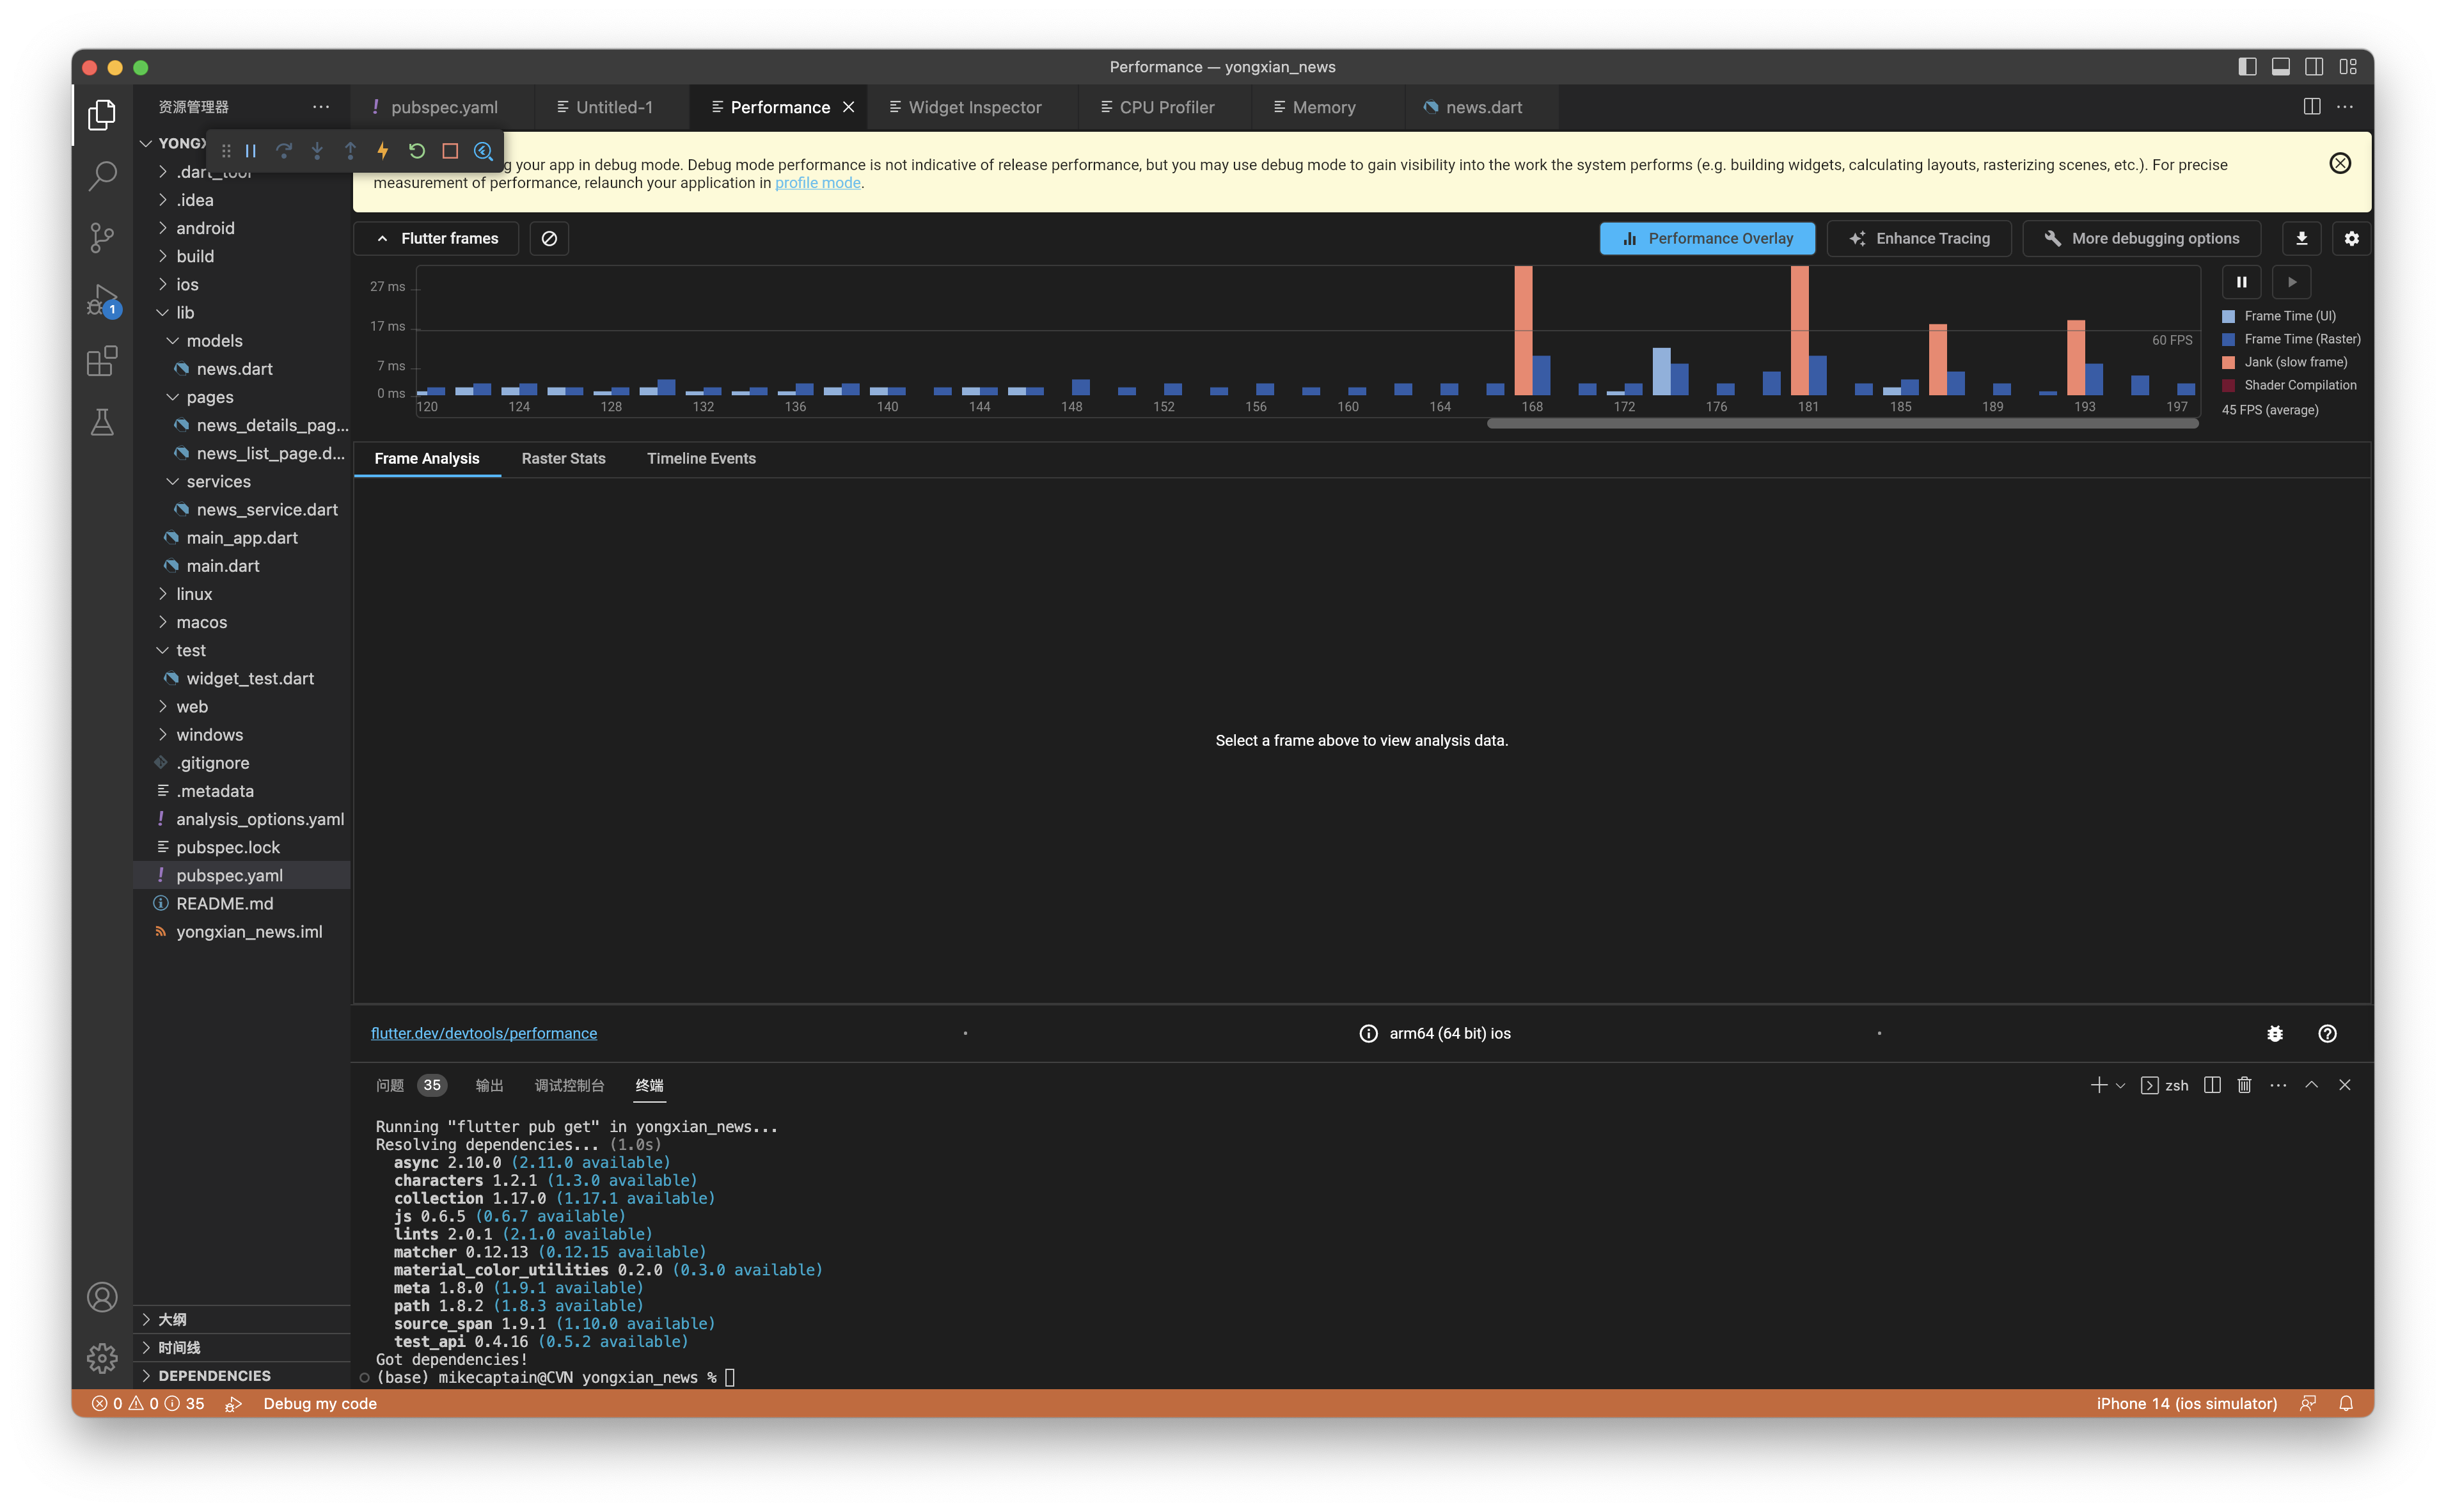 Performance — yongxian_news
资源管理器
pubspec.yaml
Untitled-1
Performance
Widget Inspector
CPU Profiler
Memory
news.dart
.dart_tool
.idea
android
build
ios
lib
models
news.dart
pages
news_details_pag...
news_list_page.d...
services
news_service.dart
main_app.dart
main.dart
linux
macos
test
widget_test.dart
web
windows
.gitignore
.metadata
analysis_options.yaml
pubspec.lock
pubspec.yaml
README.md
yongxian_news.iml
大纲
时间线
DEPENDENCIES
1
your app in debug mode. Debug mode performance is not indicative of release performance, but you may use debug mode to gain visibility into the work the system performs (e.g. building widgets, calculating layouts, rasterizing scenes, etc.). For precise
measurement of performance, relaunch your application in profile mode.
Flutter frames
Performance Overlay
Enhance Tracing
More debugging options
27 ms
17 ms
7 ms
0 ms
60 FPS
120 124 128 132 136 140 144 148 152 156 160 164 168 172 176 181 185 189 193 197
Frame Time (UI)
Frame Time (Raster)
Jank (slow frame)
Shader Compilation
45 FPS (average)
Frame Analysis
Raster Stats
Timeline Events
Select a frame above to view analysis data.
flutter.dev/devtools/performance
arm64 (64 bit) ios
问题 35
输出
调试控制台
终端
zsh
Running "flutter pub get" in yongxian_news...
Resolving dependencies... (1.0s)
async 2.10.0 (2.11.0 available)
characters 1.2.1 (1.3.0 available)
collection 1.17.0 (1.17.1 available)
js 0.6.5 (0.6.7 available)
lints 2.0.1 (2.1.0 available)
matcher 0.12.13 (0.12.15 available)
material_color_utilities 0.2.0 (0.3.0 available)
meta 1.8.0 (1.9.1 available)
path 1.8.2 (1.8.3 available)
source_span 1.9.1 (1.10.0 available)
test_api 0.4.16 (0.5.2 available)
Got dependencies!
(base) mikecaptain@CVN yongxian_news %
0 0 35
Debug my code
iPhone 14 (ios simulator)